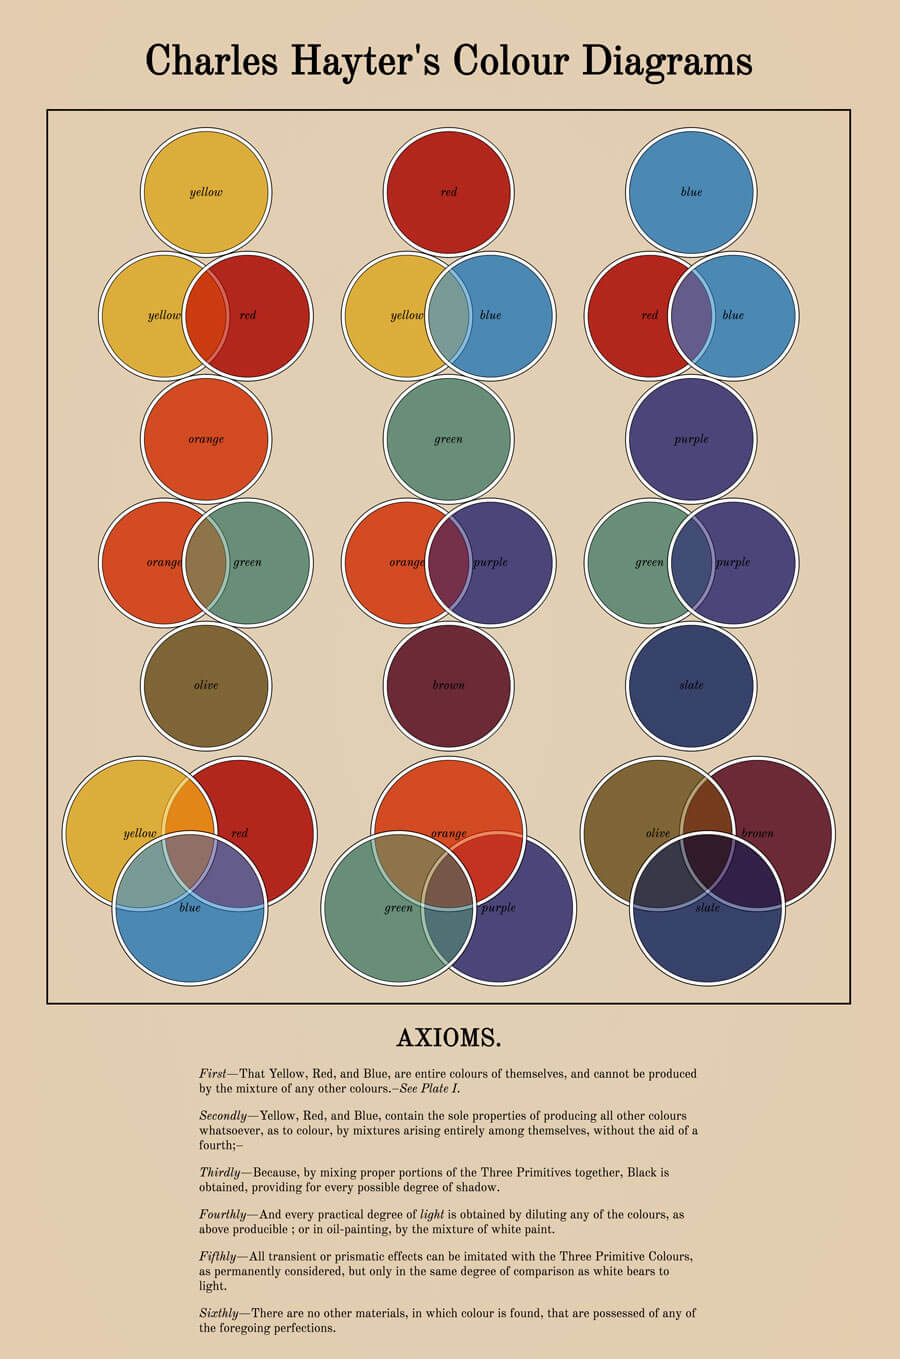 Charles Hayter's Colour Diagrams
yellow
red
blue
yellow
red
yellow
blue
red
blue
orange
green
purple
orange
green
orange
purple
green
purple
olive
brown
slate
yellow
red
blue
orange
green
purple
olive
brown
slate
AXIOMS.
First—That Yellow, Red, and Blue, are entire colours of themselves, and cannot be produced
by the mixture of any other colours.–See Plate I.
Secondly—Yellow, Red, and Blue, contain the sole properties of producing all other colours
whatsoever, as to colour, by mixtures arising entirely among themselves, without the aid of a
fourth;–
Thirdly—Because, by mixing proper portions of the Three Primitives together, Black is
obtained, providing for every possible degree of shadow.
Fourthly—And every practical degree of light is obtained by diluting any of the colours, as
above producible ; or in oil-painting, by the mixture of white paint.
Fifthly—All transient or prismatic effects can be imitated with the Three Primitive Colours,
as permanently considered, but only in the same degree of comparison as white bears to
light.
Sixthly—There are no other materials, in which colour is found, that are possessed of any of
the foregoing perfections.